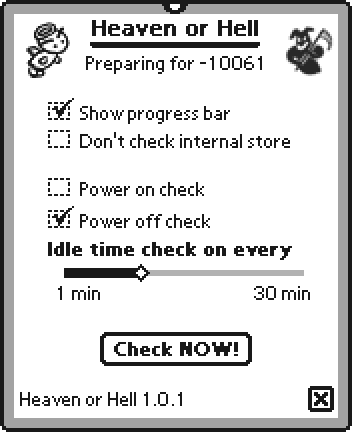 Heaven or Hell
Preparing for -10061
Show progress bar
Don't check internal store
Power on check
Power off check
Idle time check on every
1 min 30 min
Check NOW!
Heaven or Hell 1.0.1